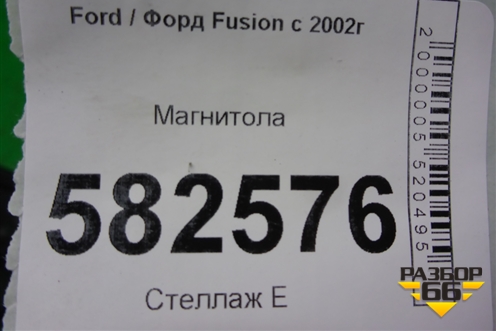 Ford / Форд Fusion с 2002г
Магнитола
582576
Стеллаж Е
2000005520495
РАЗБОР
66